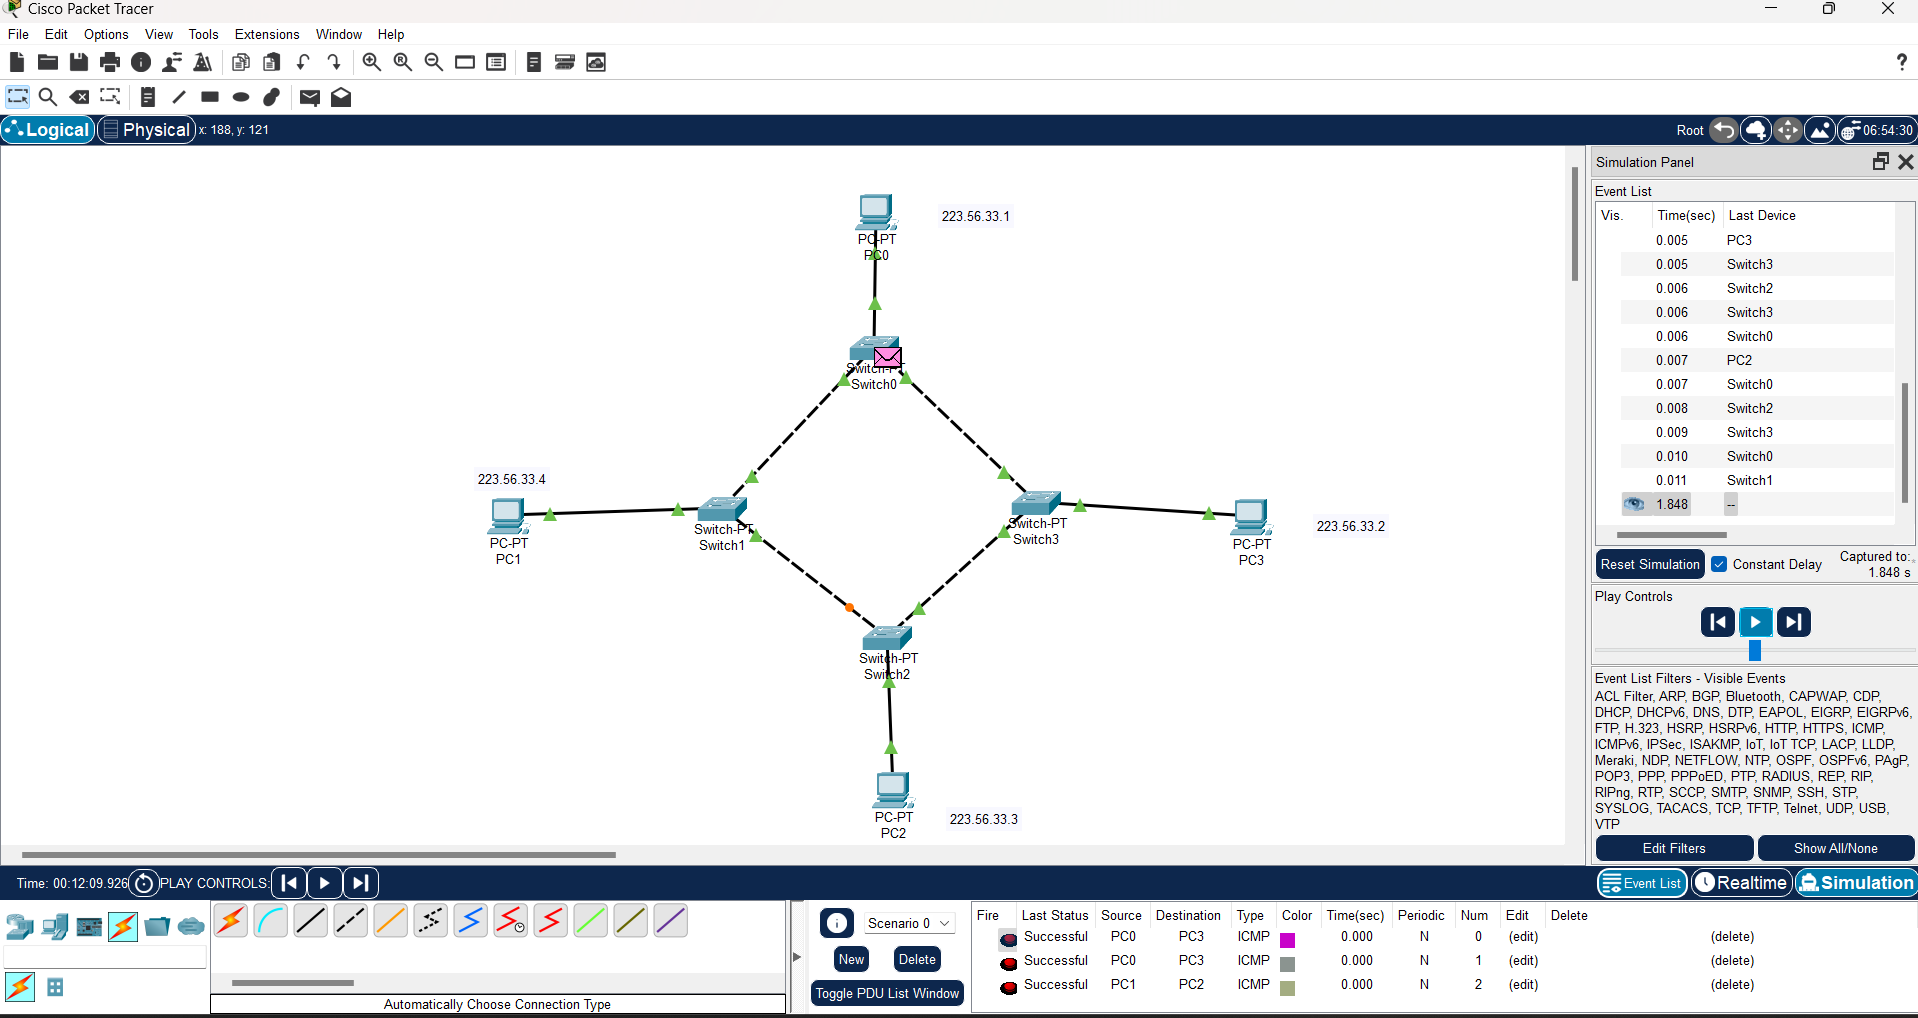 Cisco Packet Tracer
File Edit Options View Tools Extensions Window Help
?
Logical Physical x: 188, y: 121 Root 06:54:30
Simulation Panel
Event List
Vis. Time(sec) Last Device
0.005 PC3
0.005 Switch3
0.006 Switch2
0.006 Switch3
0.006 Switch0
0.007 PC2
0.007 Switch0
0.008 Switch2
0.009 Switch3
0.010 Switch0
0.011 Switch1
1.848 --
Reset Simulation Constant Delay Captured to:
1.848 s
Play Controls
Event List Filters - Visible Events
ACL Filter, ARP, BGP, Bluetooth, CAPWAP, CDP,
DHCP, DHCPv6, DNS, DTP, EAPOL, EIGRP, EIGRPv6,
FTP, H.323, HSRP, HSRPv6, HTTP, HTTPS, ICMP,
ICMPv6, IPSec, ISAKMP, IoT, IoT TCP, LACP, LLDP,
Meraki, NDP, NETFLOW, NTP, OSPF, OSPFv6, PAgP,
POP3, PPP, PPPoED, PTP, RADIUS, REP, RIP,
RIPng, RTP, SCCP, SMTP, SNMP, SSH, STP,
SYSLOG, TACACS, TCP, TFTP, Telnet, UDP, USB,
VTP
Edit Filters Show All/None
Event List Realtime Simulation
223.56.33.1
PC-PT
PC0
Switch-PT
Switch0
223.56.33.4
PC-PT
PC1
Switch-PT
Switch1
Switch-PT
Switch3
PC-PT
PC3
223.56.33.2
Switch-PT
Switch2
PC-PT
PC2
223.56.33.3
Time: 00:12:09.926 PLAY CONTROLS:
Automatically Choose Connection Type
Scenario 0
New Delete
Toggle PDU List Window
Fire Last Status Source Destination Type Color Time(sec) Periodic Num Edit Delete
Successful PC0 PC3 ICMP 0.000 N 0 (edit) (delete)
Successful PC0 PC3 ICMP 0.000 N 1 (edit) (delete)
Successful PC1 PC2 ICMP 0.000 N 2 (edit) (delete)